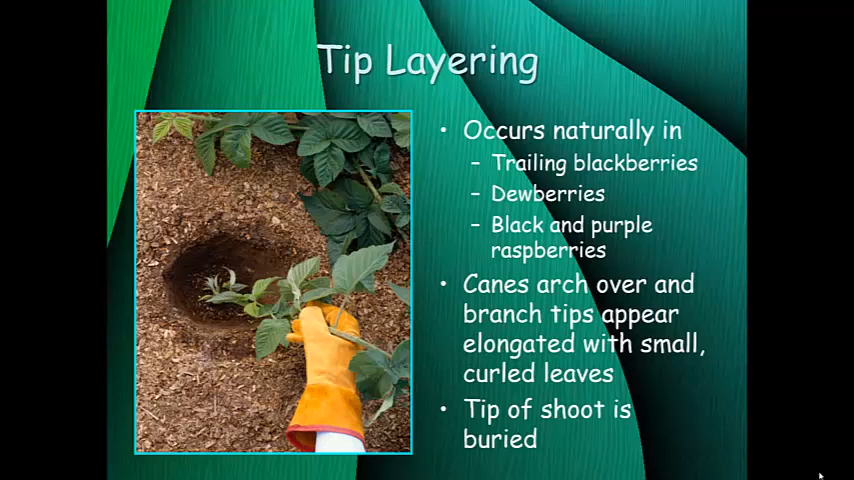 Tip Layering
• Occurs naturally in
– Trailing blackberries
– Dewberries
– Black and purple
raspberries
• Canes arch over and
branch tips appear
elongated with small,
curled leaves
• Tip of shoot is
buried